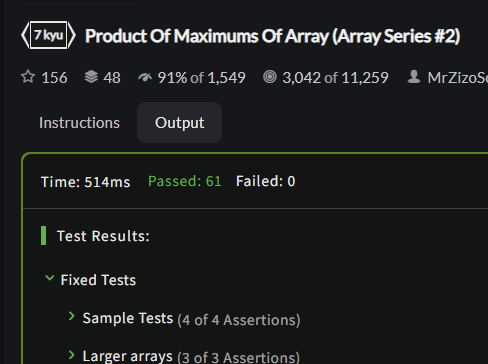 7 kyu Product Of Maximums Of Array (Array Series #2)
156 48 91% of 1,549 3,042 of 11,259 MrZizoSc
Instructions Output
Time: 514ms Passed: 61 Failed: 0
Test Results:
Fixed Tests
Sample Tests (4 of 4 Assertions)
Larger arrays (3 of 3 Assertions)